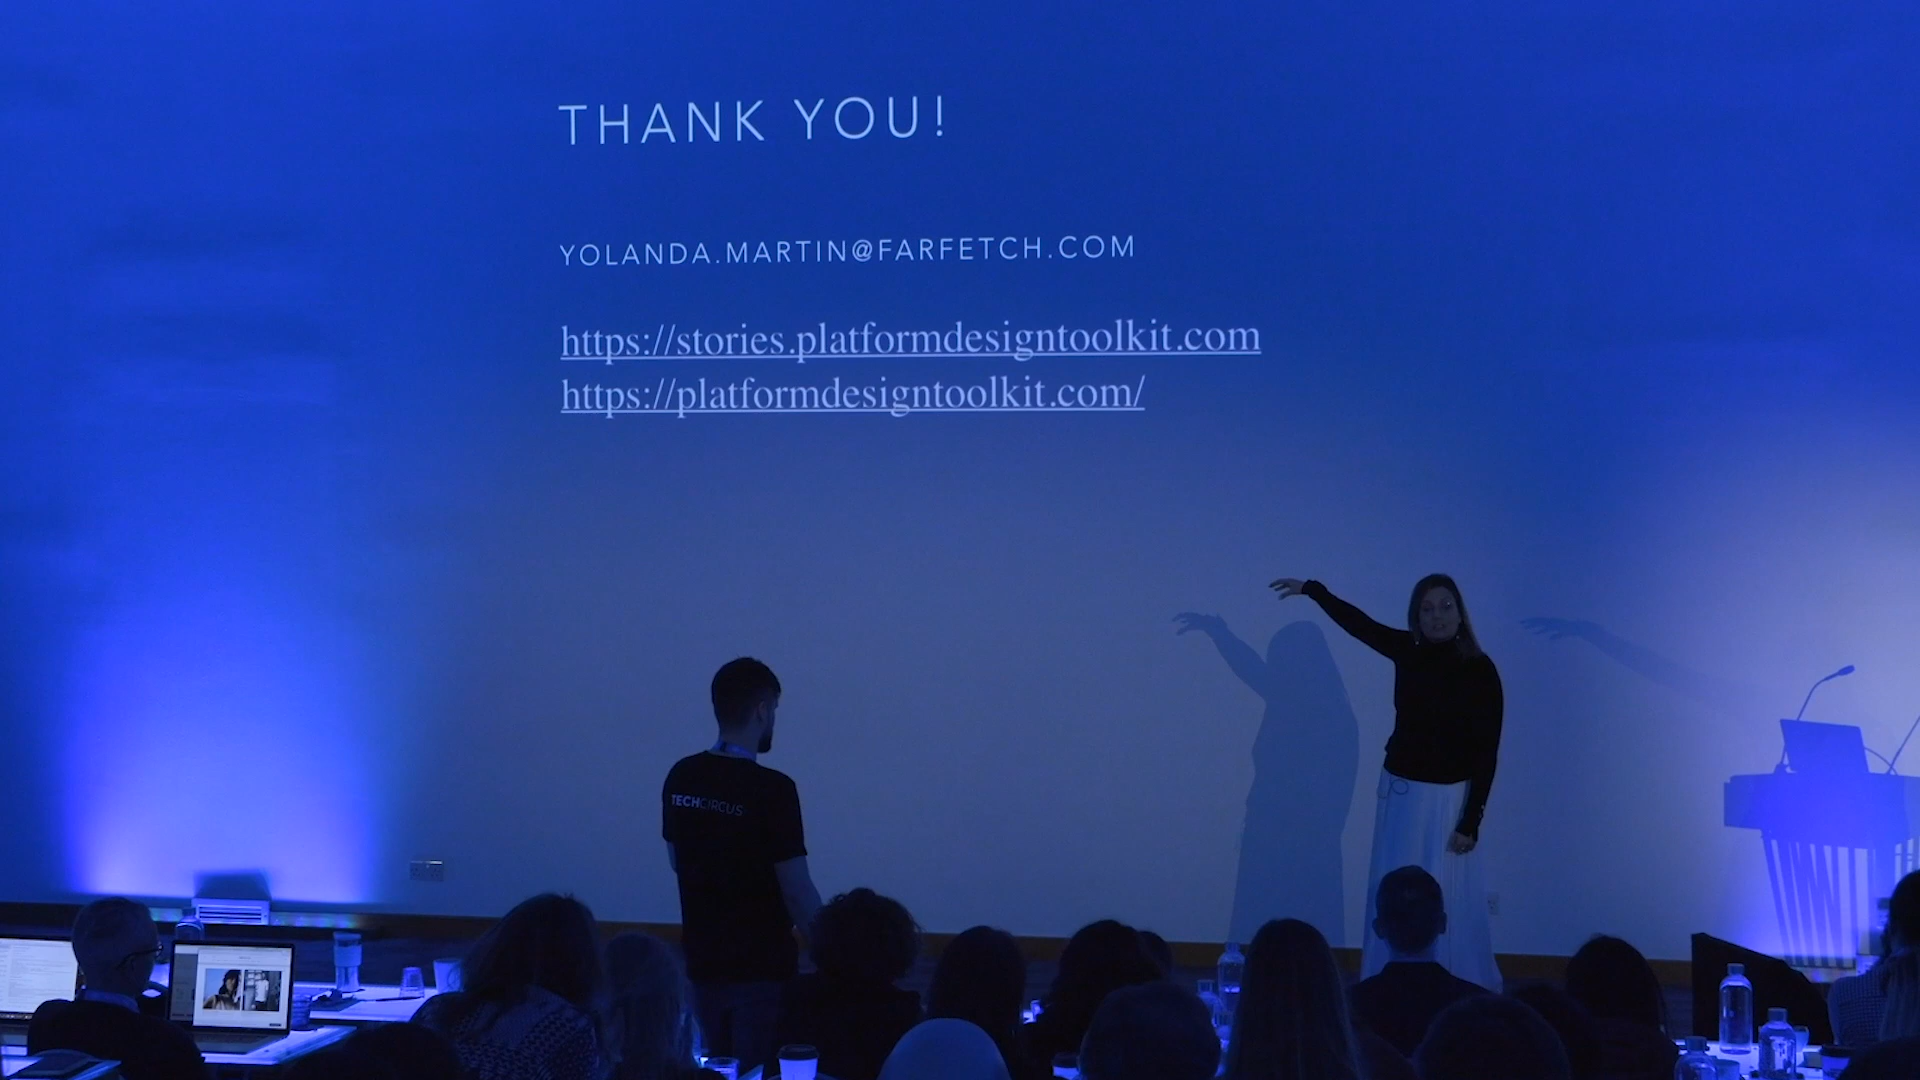 THANK YOU!
YOLANDA.MARTIN@FARFETCH.COM
https://stories.platformdesigntoolkit.com
https://platformdesigntoolkit.com/
TECHCIRCUS